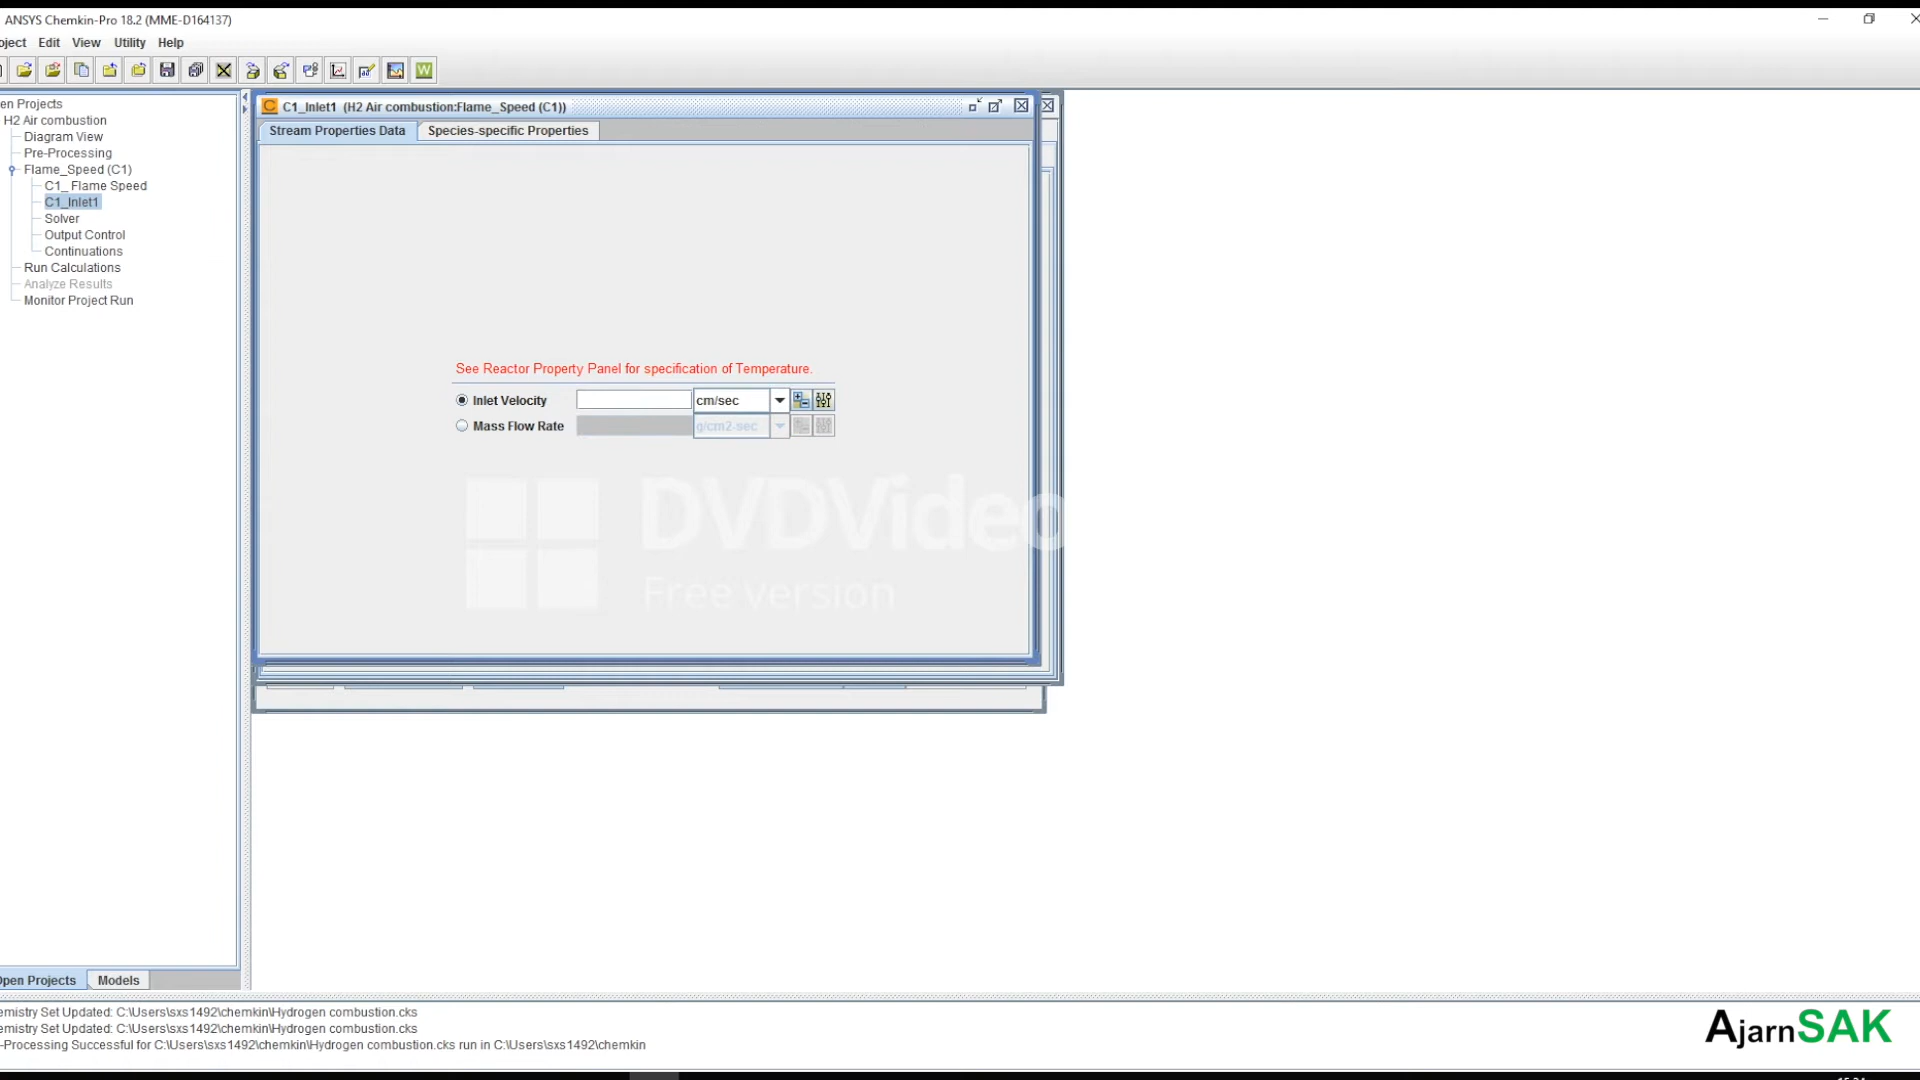 ANSYS Chemkin-Pro 18.2 (MME-D164137)
oject Edit View Utility Help
en Projects
H2 Air combustion
Diagram View
Pre-Processing
Flame_Speed (C1)
C1_ Flame Speed
C1_Inlet1
Solver
Output Control
Continuations
Run Calculations
Analyze Results
Monitor Project Run
C1_Inlet1 (H2 Air combustion:Flame_Speed (C1))
Stream Properties Data Species-specific Properties
See Reactor Property Panel for specification of Temperature.
Inlet Velocity cm/sec
Mass Flow Rate g/cm2-sec
DVDVideo
Free version
Open Projects Models
emistry Set Updated: C:\Users\sxs1492\chemkin\Hydrogen combustion.cks
emistry Set Updated: C:\Users\sxs1492\chemkin\Hydrogen combustion.cks
-Processing Successful for C:\Users\sxs1492\chemkin\Hydrogen combustion.cks run in C:\Users\sxs1492\chemkin
AjarnSAK